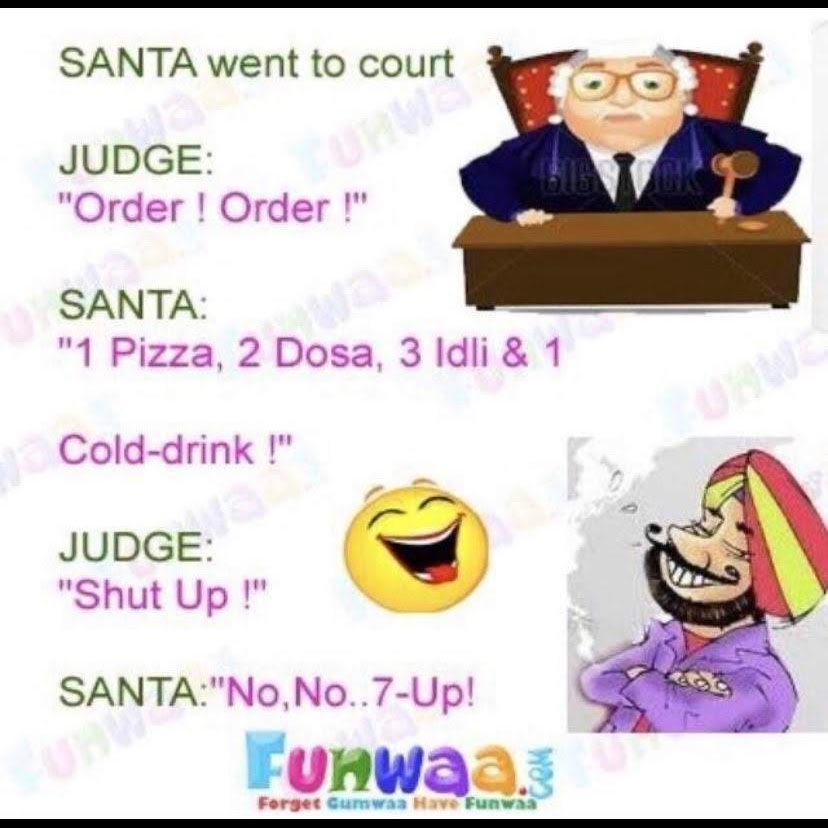 SANTA went to court
JUDGE:
"Order ! Order !"
SANTA:
"1 Pizza, 2 Dosa, 3 Idli & 1
Cold-drink !"
JUDGE:
"Shut Up !"
SANTA:"No,No..7-Up!
Funwaa.com
Forget Gumwaa Have Funwaa
BIGSTOCK